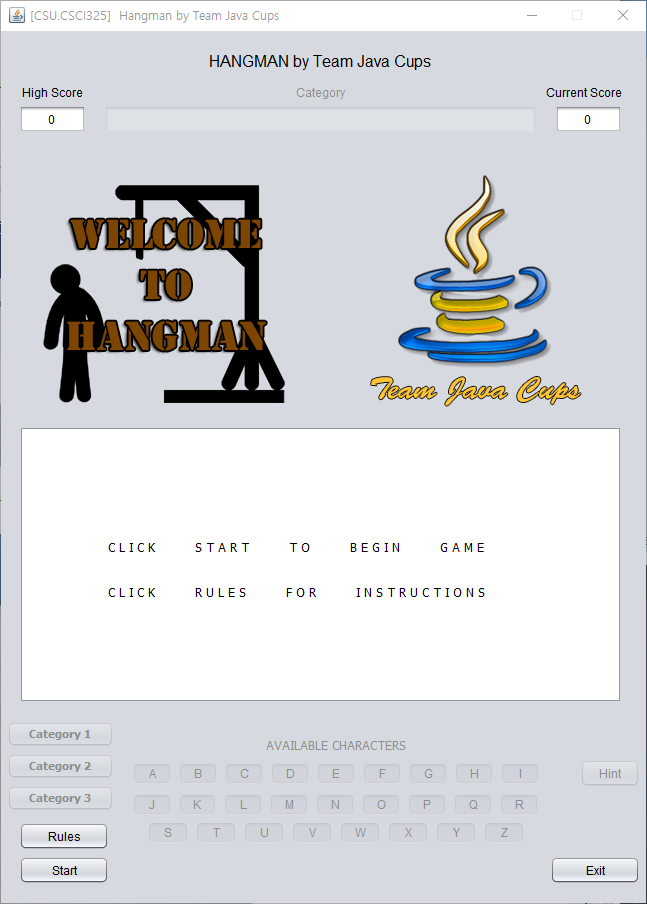 [CSU.CSCI325] Hangman by Team Java Cups
HANGMAN by Team Java Cups
High Score
Category
Current Score
0
0
WELCOME
TO
HANGMAN
Team Java Cups
CLICK START TO BEGIN GAME
CLICK RULES FOR INSTRUCTIONS
Category 1
Category 2
Category 3
Rules
Start
AVAILABLE CHARACTERS
A B C D E F G H I
J K L M N O P Q R
S T U V W X Y Z
Hint
Exit